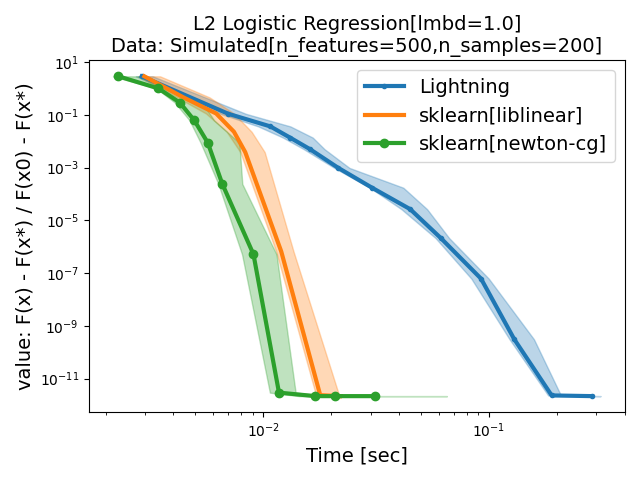 L2 Logistic Regression[lmbd=1.0]
Data: Simulated[n_features=500,n_samples=200]
value: F(x) - F(x*) / F(x0) - F(x*)
10¹
10⁻¹
10⁻³
10⁻⁵
10⁻⁷
10⁻⁹
10⁻¹¹
Lightning
sklearn[liblinear]
sklearn[newton-cg]
10⁻²
10⁻¹
Time [sec]